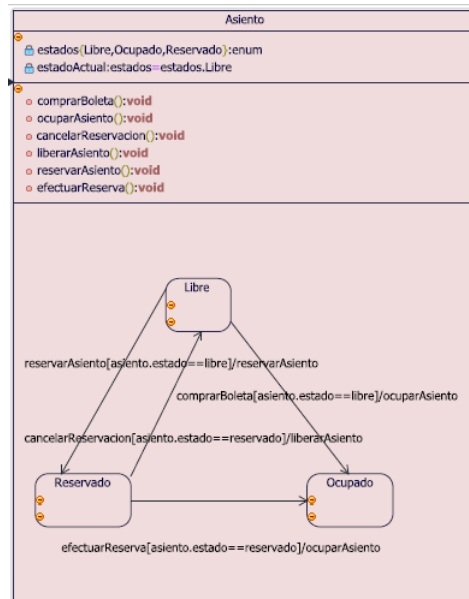 Asiento
estados{Libre,Ocupado,Reservado}:enum
estadoActual:estados=estados.Libre
comprarBoleta():void
ocuparAsiento():void
cancelarReservacion():void
liberarAsiento():void
reservarAsiento():void
efectuarReserva():void
Libre
reservarAsiento[asiento.estado==libre]/reservarAsiento
comprarBoleta[asiento.estado==libre]/ocuparAsiento
cancelarReservacion[asiento.estado==reservado]/liberarAsiento
Reservado
Ocupado
efectuarReserva[asiento.estado==reservado]/ocuparAsiento